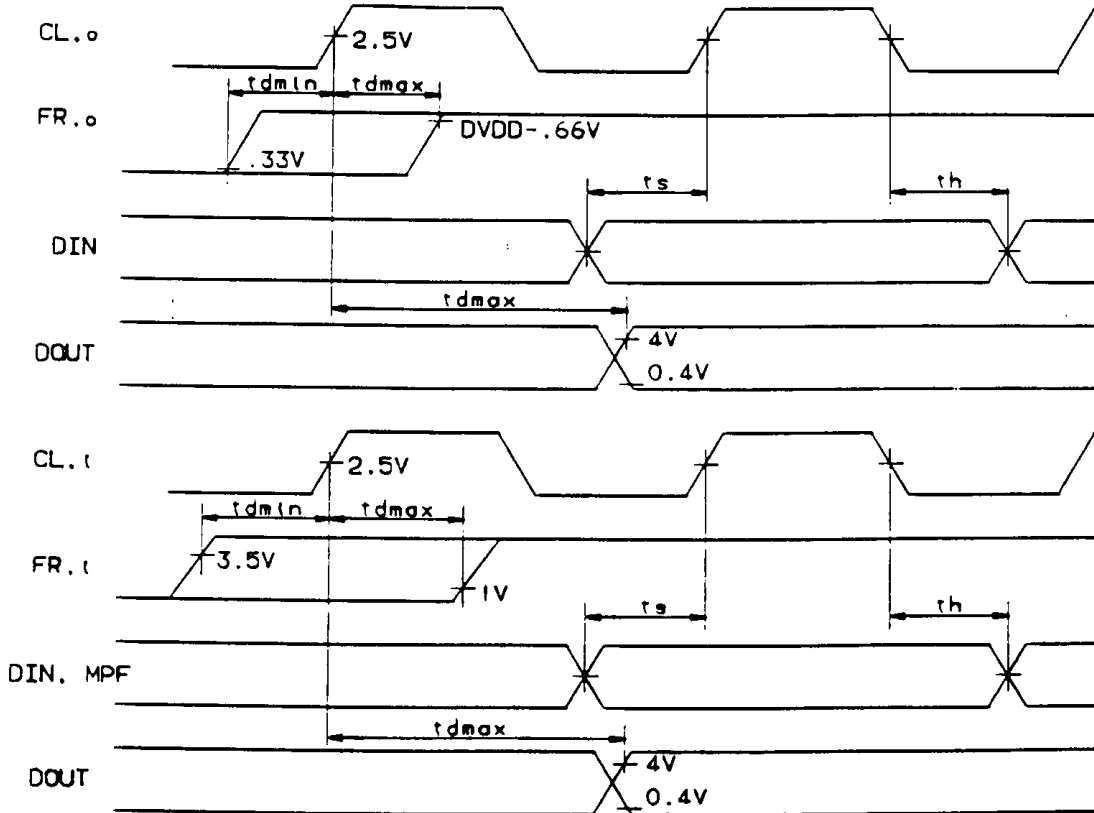 CL.o
2.5V
tdmin
tdmax
FR.o
DVDD-.66V
.33V
ts
th
DIN
tdmax
DOUT
4V
0.4V
CL.i
2.5V
tdmin
tdmax
FR.i
3.5V
1V
ts
th
DIN. MPF
tdmax
DOUT
4V
0.4V